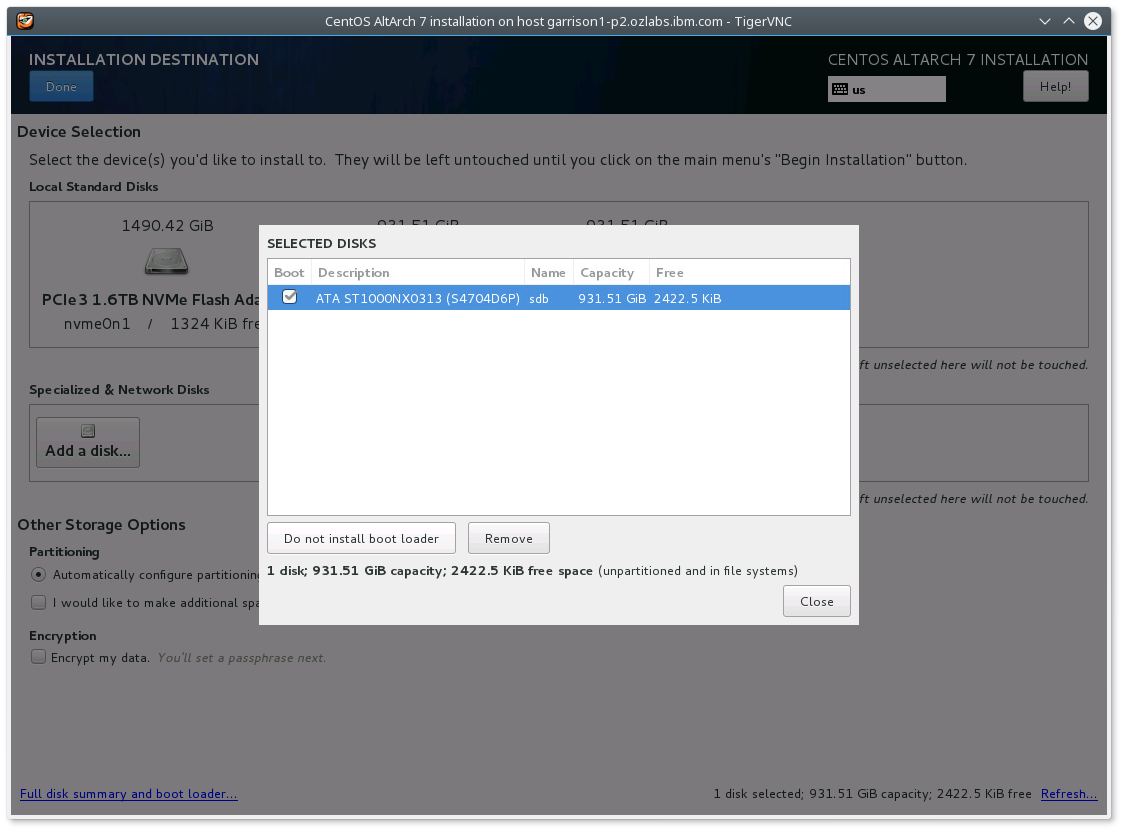 CentOS AltArch 7 installation on host garrison1-p2.ozlabs.ibm.com - TigerVNC
INSTALLATION DESTINATION
CENTOS ALTARCH 7 INSTALLATION
Done
us
Help!
Device Selection
Select the device(s) you'd like to install to. They will be left untouched until you click on the main menu's "Begin Installation" button.
Local Standard Disks
1490.42 GiB 931.51 GiB 931.51 GiB
PCIe3 1.6TB NVMe Flash Ada
nvme0n1 / 1324 KiB fre
ft unselected here will not be touched.
Specialized & Network Disks
Add a disk...
ft unselected here will not be touched.
Other Storage Options
Partitioning
Automatically configure partitioning
I would like to make additional spa
Encryption
Encrypt my data. You'll set a passphrase next.
SELECTED DISKS
Boot Description Name Capacity Free
ATA ST1000NX0313 (S4704D6P) sdb 931.51 GiB 2422.5 KiB
Do not install boot loader Remove
1 disk; 931.51 GiB capacity; 2422.5 KiB free space (unpartitioned and in file systems)
Close
Full disk summary and boot loader...
1 disk selected; 931.51 GiB capacity; 2422.5 KiB free Refresh...